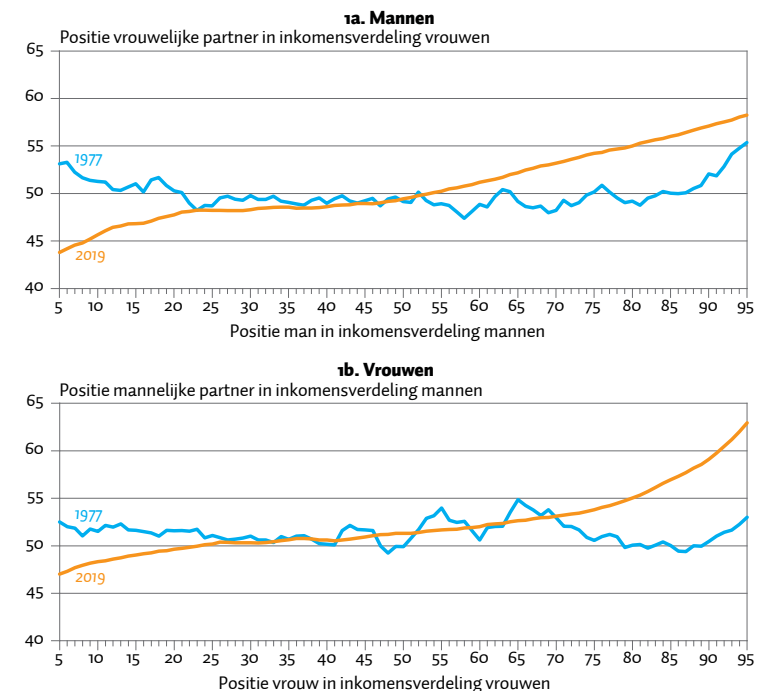 1a. Mannen
Positie vrouwelijke partner in inkomensverdeling vrouwen
65
60
55
50
45
40
1977
2019
5 10 15 20 25 30 35 40 45 50 55 60 65 70 75 80 85 90 95
Positie man in inkomensverdeling mannen
1b. Vrouwen
Positie mannelijke partner in inkomensverdeling mannen
65
60
55
50
45
40
1977
2019
5 10 15 20 25 30 35 40 45 50 55 60 65 70 75 80 85 90 95
Positie vrouw in inkomensverdeling vrouwen